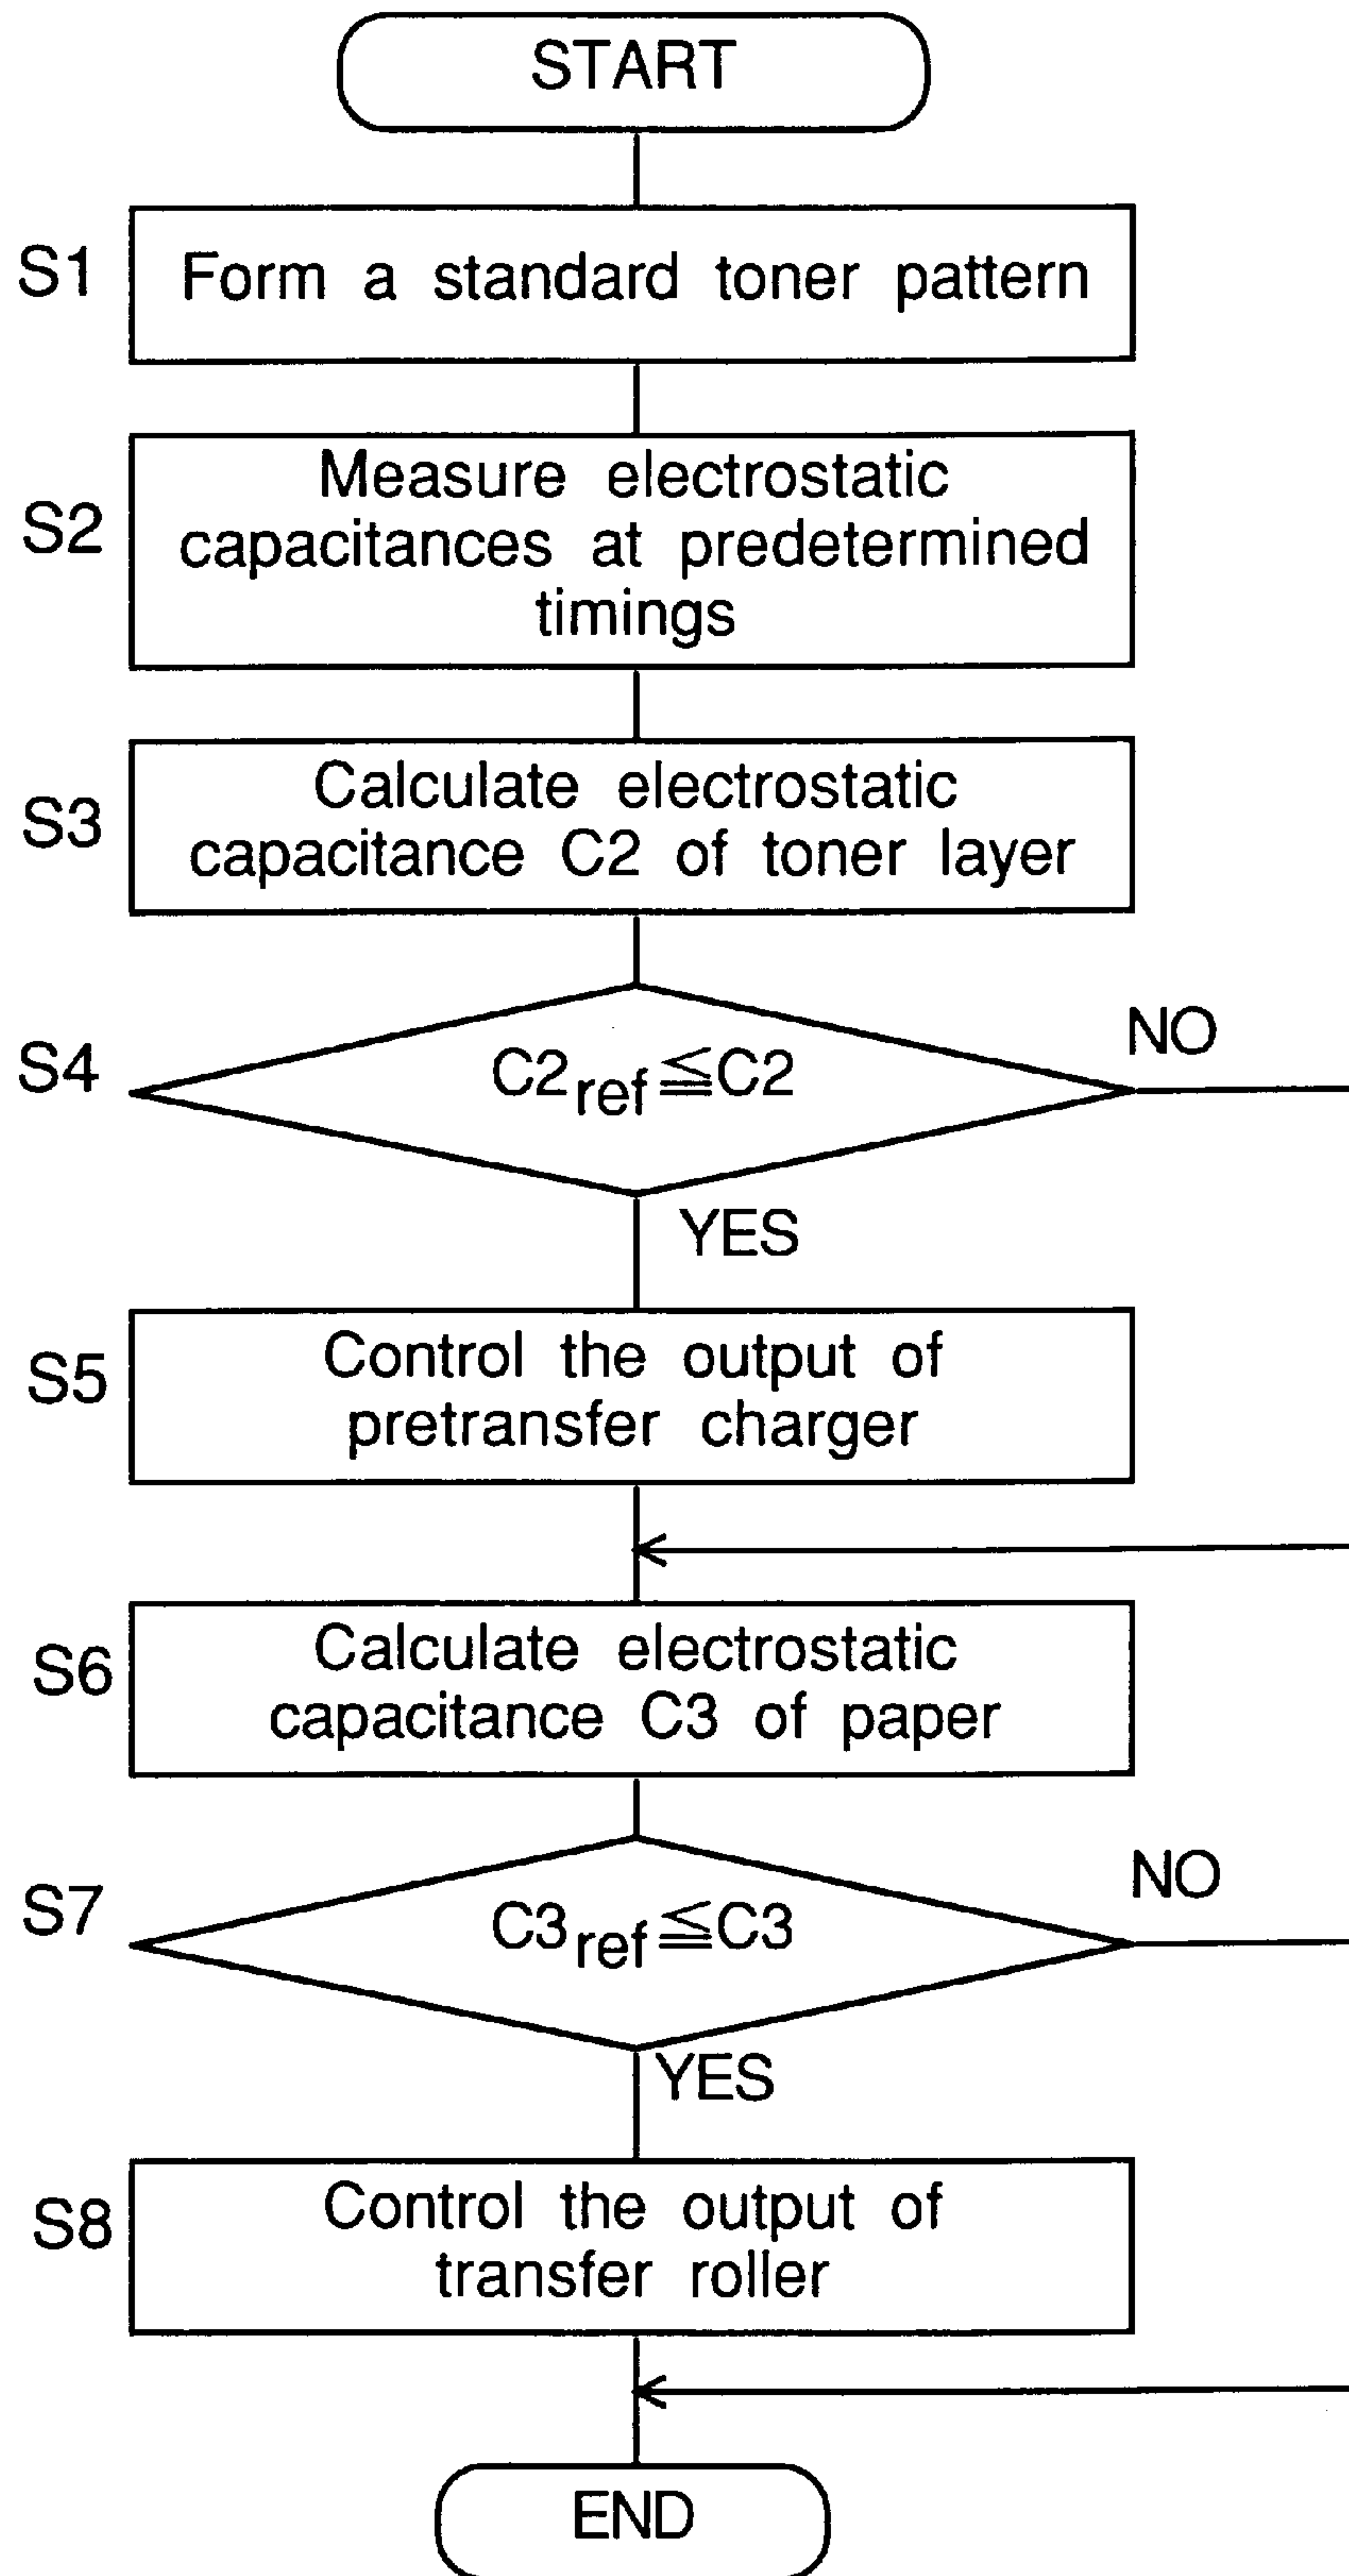 START
S1
Form a standard toner pattern
S2
Measure electrostatic
capacitances at predetermined
timings
S3
Calculate electrostatic
capacitance C2 of toner layer
S4
C2ref≦C2
NO
YES
S5
Control the output of
pretransfer charger
S6
Calculate electrostatic
capacitance C3 of paper
S7
C3ref≦C3
NO
YES
S8
Control the output of
transfer roller
END